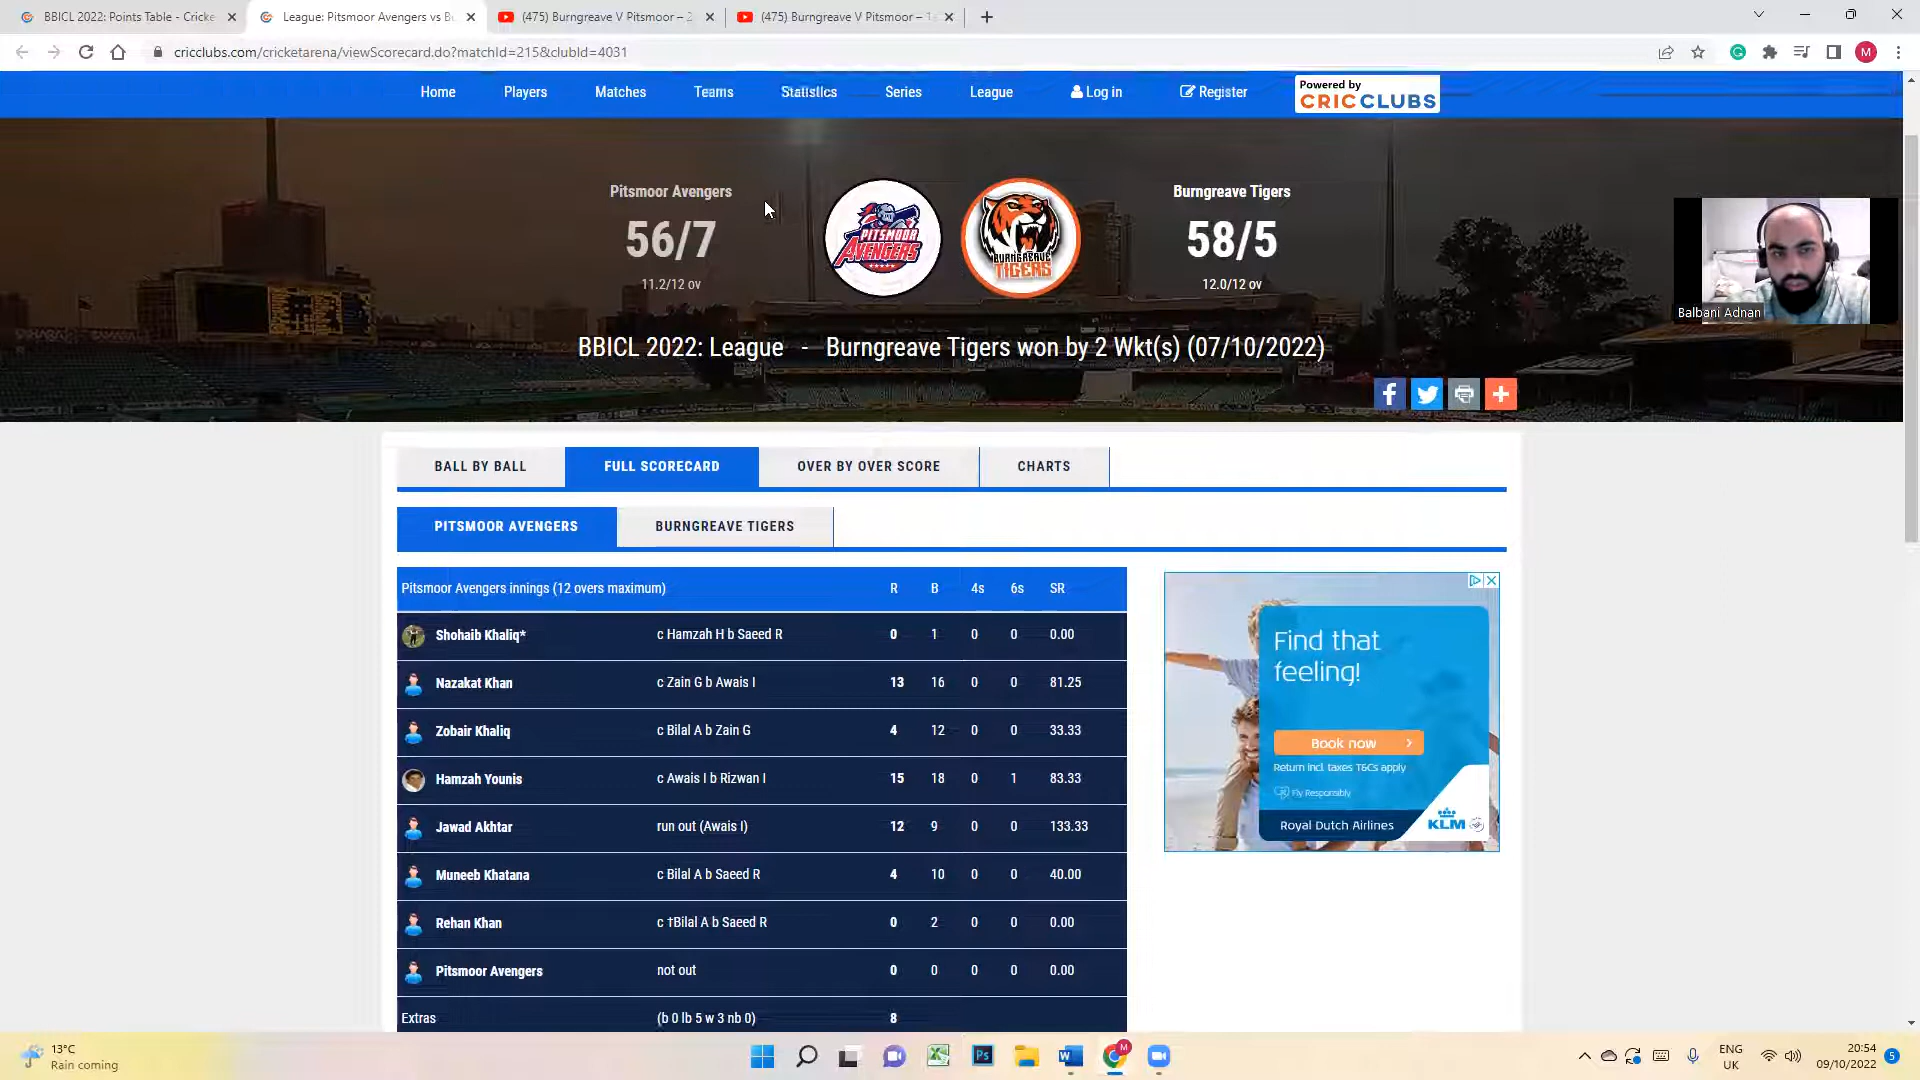 BBICL 2022: Points Table - Cricke
League: Pitsmoor Avengers vs Bu
(475) Burngreave V Pitsmoor – 2
(475) Burngreave V Pitsmoor – 1
cricclubs.com/cricketarena/viewScorecard.do?matchId=215&clubId=4031
M
Home Players Matches Teams Statistics Series League Log in Register
Powered by
CRICCLUBS
Pitsmoor Avengers
56/7
11.2/12 ov
PITSMOOR
AVENGERS
BURNGREAVE
TIGERS
Burngreave Tigers
58/5
12.0/12 ov
Balbani Adnan
BBICL 2022: League - Burngreave Tigers won by 2 Wkt(s) (07/10/2022)
BALL BY BALL FULL SCORECARD OVER BY OVER SCORE CHARTS
PITSMOOR AVENGERS BURNGREAVE TIGERS
Pitsmoor Avengers innings (12 overs maximum) R B 4s 6s SR
Shohaib Khaliq* c Hamzah H b Saeed R 0 1 0 0 0.00
Nazakat Khan c Zain G b Awais I 13 16 0 0 81.25
Zobair Khaliq c Bilal A b Zain G 4 12 0 0 33.33
Hamzah Younis c Awais I b Rizwan I 15 18 0 1 83.33
Jawad Akhtar run out (Awais I) 12 9 0 0 133.33
Muneeb Khatana c Bilal A b Saeed R 4 10 0 0 40.00
Rehan Khan c †Bilal A b Saeed R 0 2 0 0 0.00
Pitsmoor Avengers not out 0 0 0 0 0.00
Extras (b 0 lb 5 w 3 nb 0) 8
Find that
feeling!
Book now
Return incl. taxes T&Cs apply
Fly Responsibly
Royal Dutch Airlines KLM
13°C
Rain coming
Ps
W
M
ENG
UK
20:54
09/10/2022
5